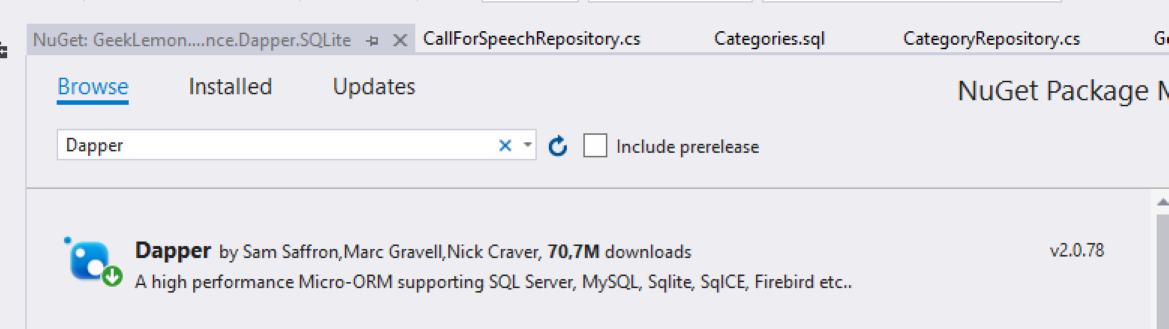 NuGet: GeekLemon....nce.Dapper.SQLite CallForSpeechRepository.cs Categories.sql CategoryRepository.cs
Browse Installed Updates NuGet Package
Dapper Include prerelease
Dapper by Sam Saffron,Marc Gravell,Nick Craver, 70,7M downloads v2.0.78
A high performance Micro-ORM supporting SQL Server, MySQL, Sqlite, SqlCE, Firebird etc..